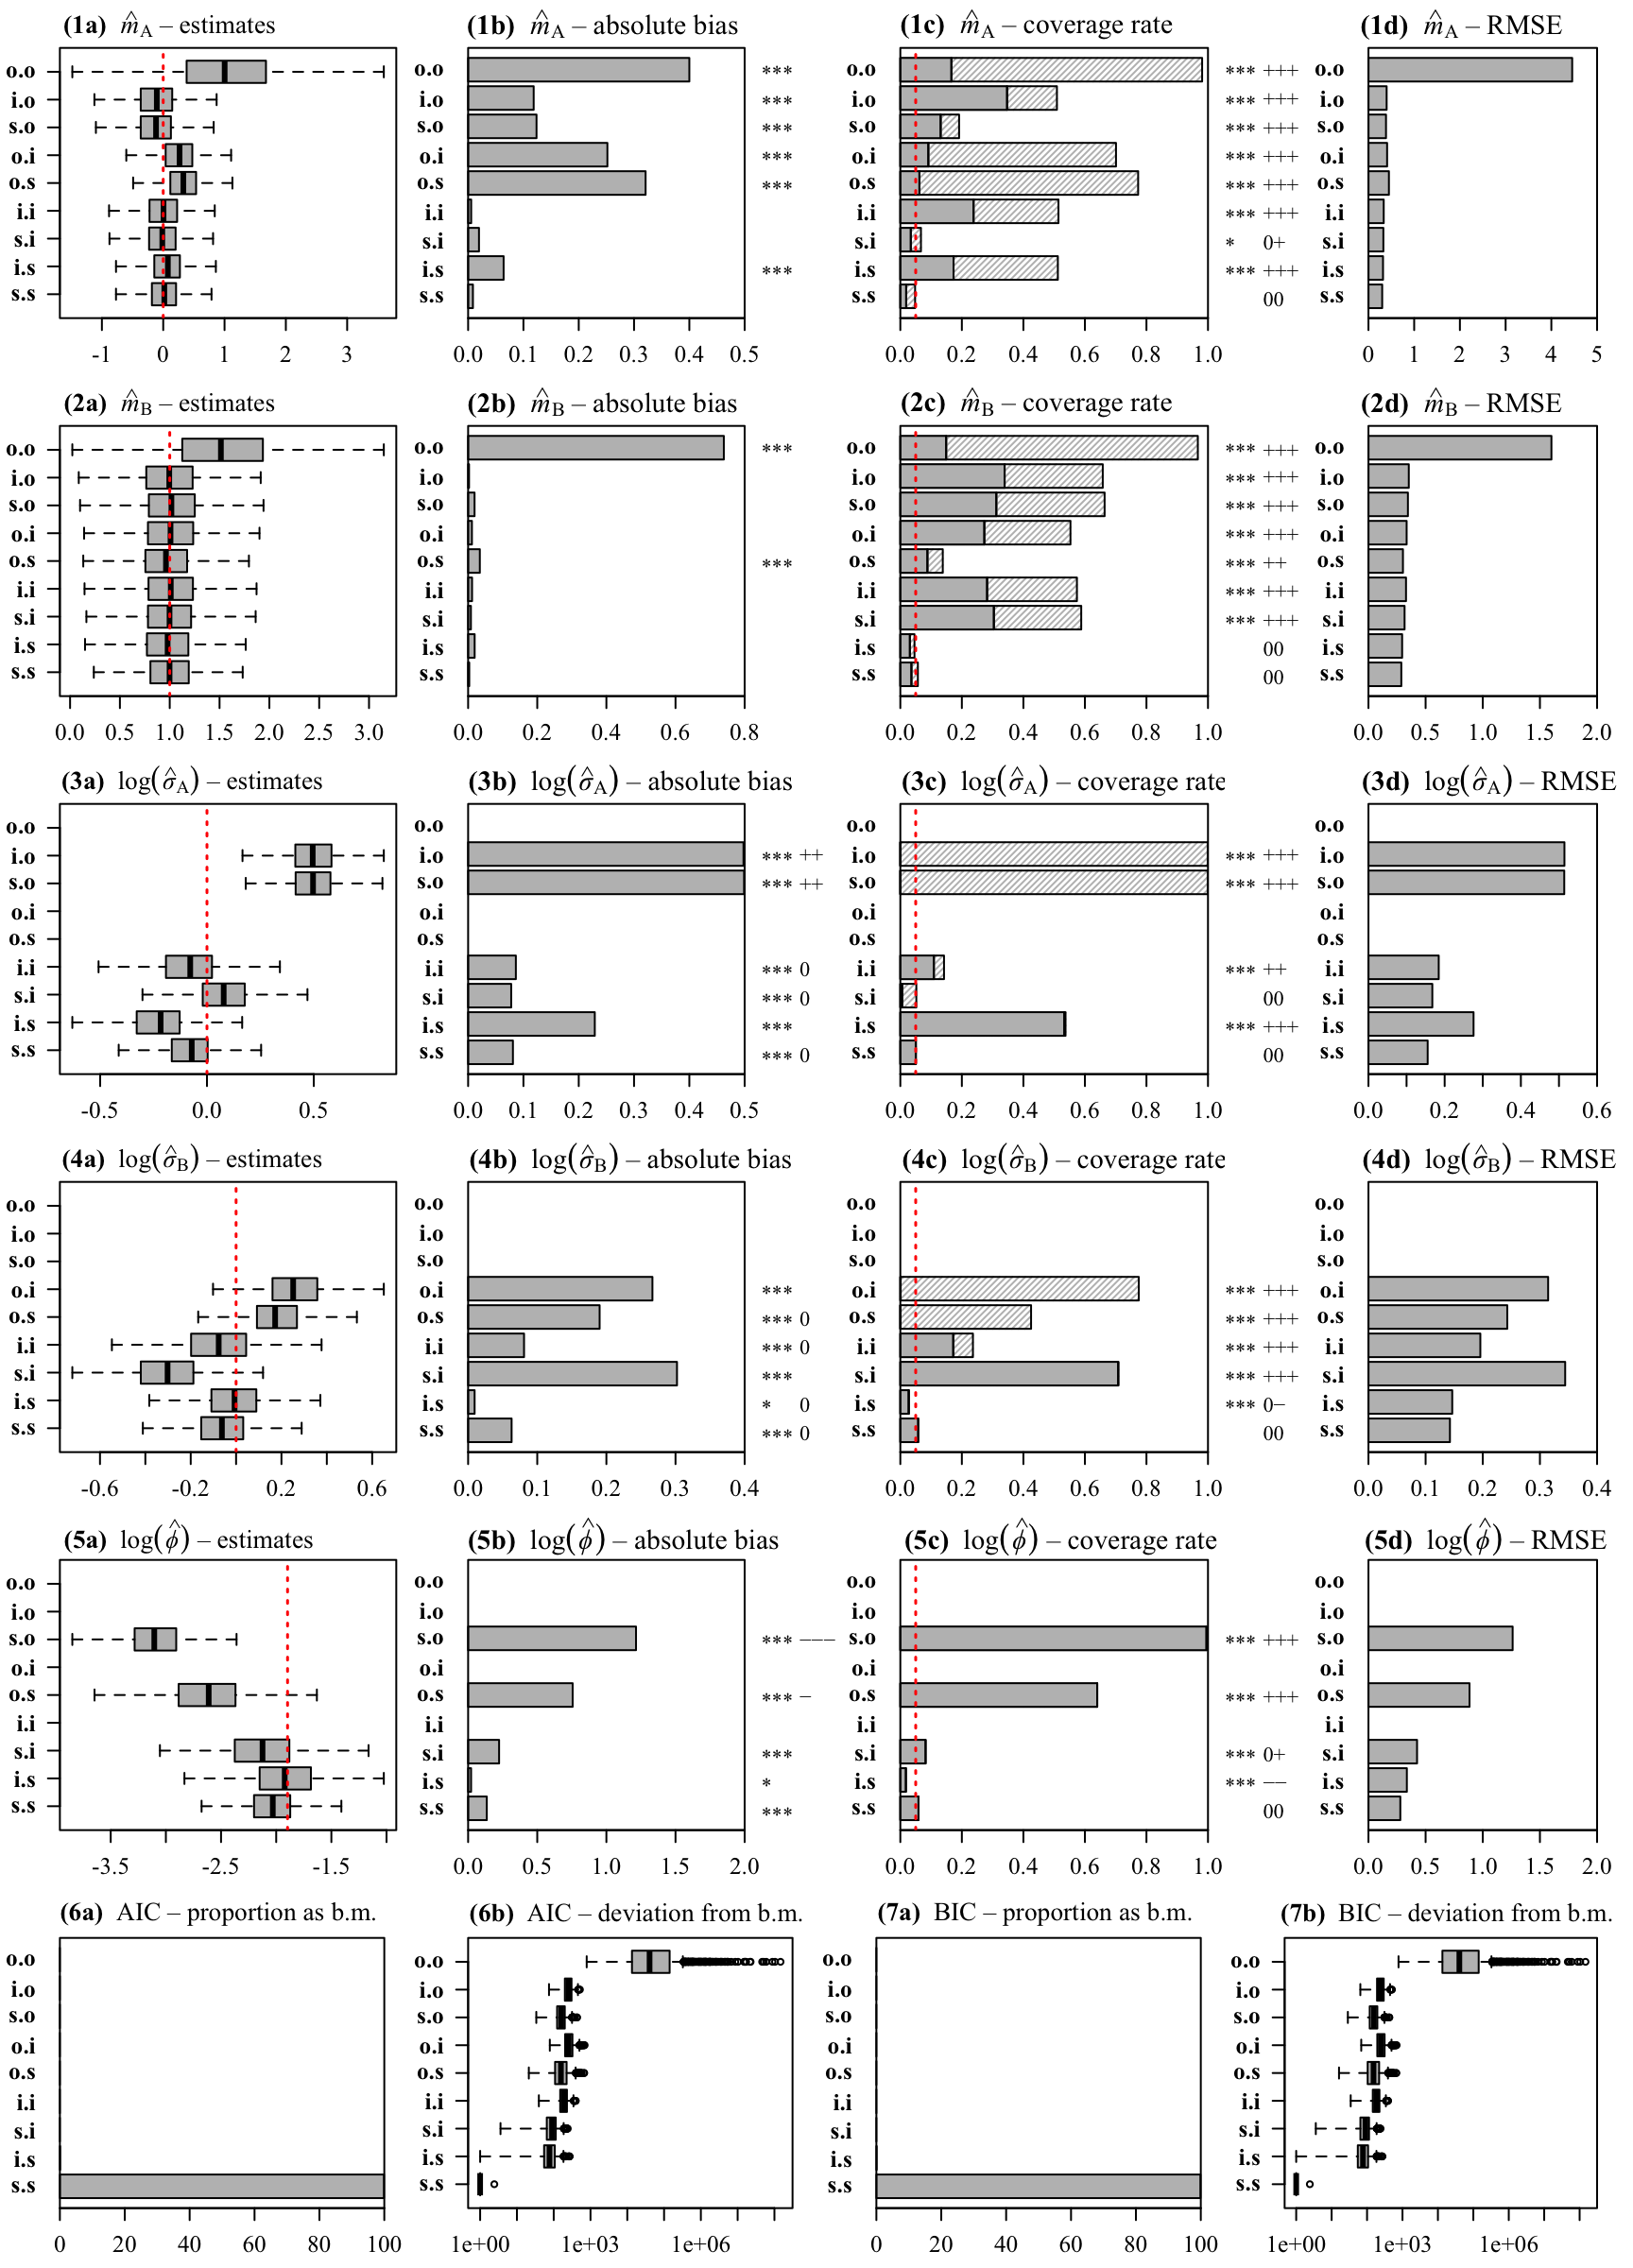 (1a) m̂A – estimates (1b) m̂A – absolute bias (1c) m̂A – coverage rate (1d) m̂A – RMSE
o.o o.o *** o.o *** +++ o.o
i.o i.o *** i.o *** +++ i.o
s.o s.o *** s.o *** +++ s.o
o.i o.i *** o.i *** +++ o.i
o.s o.s *** o.s *** +++ o.s
i.i i.i i.i *** +++ i.i
s.i s.i s.i * 0+ s.i
i.s i.s *** i.s *** +++ i.s
s.s s.s s.s 00 s.s
-1 0 1 2 3 0.0 0.1 0.2 0.3 0.4 0.5 0.0 0.2 0.4 0.6 0.8 1.0 0 1 2 3 4 5
(2a) m̂B – estimates (2b) m̂B – absolute bias (2c) m̂B – coverage rate (2d) m̂B – RMSE
o.o o.o *** o.o *** +++ o.o
i.o i.o i.o *** +++ i.o
s.o s.o s.o *** +++ s.o
o.i o.i o.i *** +++ o.i
o.s o.s *** o.s *** ++ o.s
i.i i.i i.i *** +++ i.i
s.i s.i s.i *** +++ s.i
i.s i.s i.s 00 i.s
s.s s.s s.s 00 s.s
0.0 0.5 1.0 1.5 2.0 2.5 3.0 0.0 0.2 0.4 0.6 0.8 0.0 0.2 0.4 0.6 0.8 1.0 0.0 0.5 1.0 1.5 2.0
(3a) log(σ̂A) – estimates (3b) log(σ̂A) – absolute bias (3c) log(σ̂A) – coverage rate (3d) log(σ̂A) – RMSE
o.o o.o o.o o.o
i.o i.o *** ++ i.o *** +++ i.o
s.o s.o *** ++ s.o *** +++ s.o
o.i o.i o.i o.i
o.s o.s o.s o.s
i.i i.i *** 0 i.i *** ++ i.i
s.i s.i *** 0 s.i 00 s.i
i.s i.s *** i.s *** +++ i.s
s.s s.s *** 0 s.s 00 s.s
-0.5 0.0 0.5 0.0 0.1 0.2 0.3 0.4 0.5 0.0 0.2 0.4 0.6 0.8 1.0 0.0 0.2 0.4 0.6
(4a) log(σ̂B) – estimates (4b) log(σ̂B) – absolute bias (4c) log(σ̂B) – coverage rate (4d) log(σ̂B) – RMSE
o.o o.o o.o o.o
i.o i.o i.o i.o
s.o s.o s.o s.o
o.i o.i *** o.i *** +++ o.i
o.s o.s *** 0 o.s *** +++ o.s
i.i i.i *** 0 i.i *** +++ i.i
s.i s.i *** s.i *** +++ s.i
i.s i.s * 0 i.s *** 0− i.s
s.s s.s *** 0 s.s 00 s.s
-0.6 -0.2 0.2 0.6 0.0 0.1 0.2 0.3 0.4 0.0 0.2 0.4 0.6 0.8 1.0 0.0 0.1 0.2 0.3 0.4
(5a) log(ϕ̂) – estimates (5b) log(ϕ̂) – absolute bias (5c) log(ϕ̂) – coverage rate (5d) log(ϕ̂) – RMSE
o.o o.o o.o o.o
i.o i.o i.o i.o
s.o s.o *** −−− s.o *** +++ s.o
o.i o.i o.i o.i
o.s o.s *** − o.s *** +++ o.s
i.i i.i i.i i.i
s.i s.i *** s.i *** 0+ s.i
i.s i.s * i.s *** −− i.s
s.s s.s *** s.s 00 s.s
-3.5 -2.5 -1.5 0.0 0.5 1.0 1.5 2.0 0.0 0.2 0.4 0.6 0.8 1.0 0.0 0.5 1.0 1.5 2.0
(6a) AIC – proportion as b.m. (6b) AIC – deviation from b.m. (7a) BIC – proportion as b.m. (7b) BIC – deviation from b.m.
o.o o.o o.o o.o
i.o i.o i.o i.o
s.o s.o s.o s.o
o.i o.i o.i o.i
o.s o.s o.s o.s
i.i i.i i.i i.i
s.i s.i s.i s.i
i.s i.s i.s i.s
s.s s.s s.s s.s
0 20 40 60 80 100 1e+00 1e+03 1e+06 0 20 40 60 80 100 1e+00 1e+03 1e+06